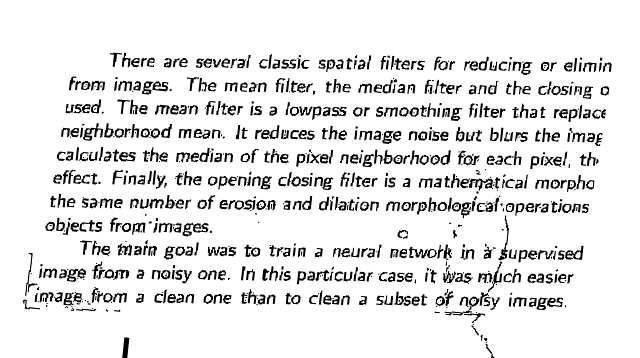 There are several classic spatial filters for reducing or elimin
from images. The mean filter, the median filter and the closing o
used. The mean filter is a lowpass or smoothing filter that replace
neighborhood mean. It reduces the image noise but blurs the imag
calculates the median of the pixel neighborhood for each pixel, th
effect. Finally, the opening closing filter is a mathematical morpho
the same number of erosion and dilation morphological operations
objects from images.
The main goal was to train a neural network in a supervised
image from a noisy one. In this particular case, it was much easier
image from a clean one than to clean a subset of noisy images.